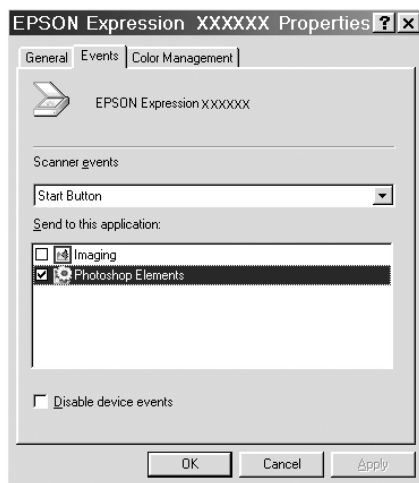 EPSON Expression XXXXXX Properties ? ×
General Events Color Management
EPSON Expression XXXXXX
Scanner events
Start Button
Send to this application:
Imaging
Photoshop Elements
Disable device events
OK Cancel Apply